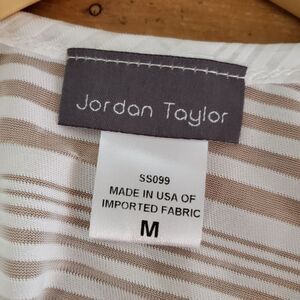 Jordan Taylor
SS099
MADE IN USA OF
IMPORTED FABRIC
M